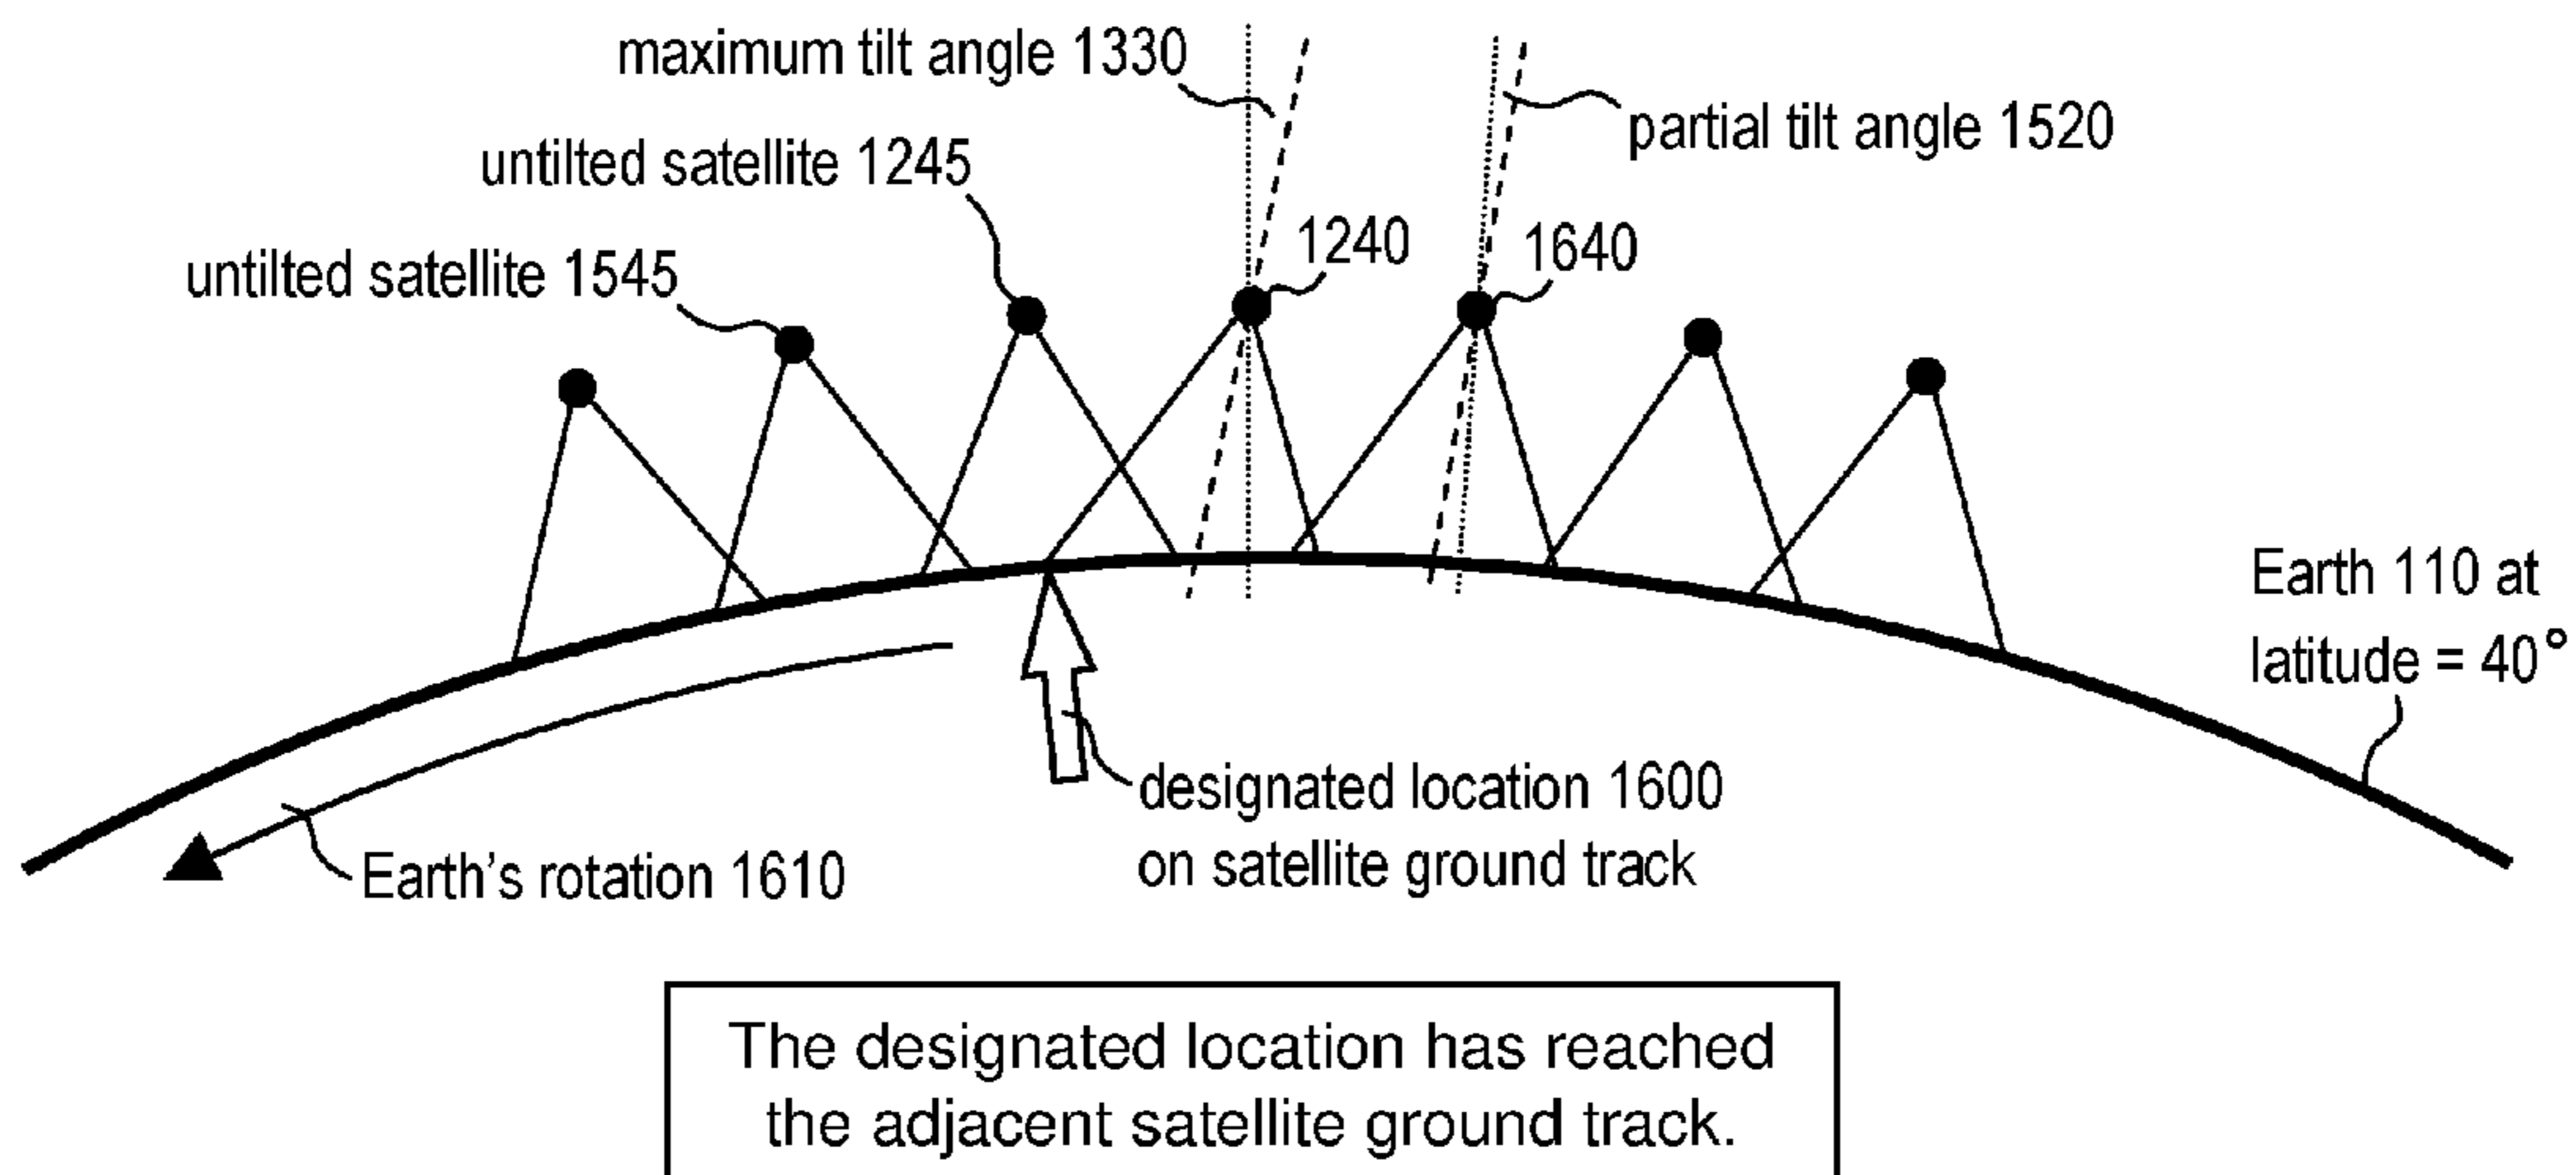 maximum tilt angle 1330
partial tilt angle 1520
untilted satellite 1245
1240
1640
untilted satellite 1545
Earth 110 at
latitude = 40°
designated location 1600
on satellite ground track
Earth's rotation 1610
The designated location has reached
the adjacent satellite ground track.